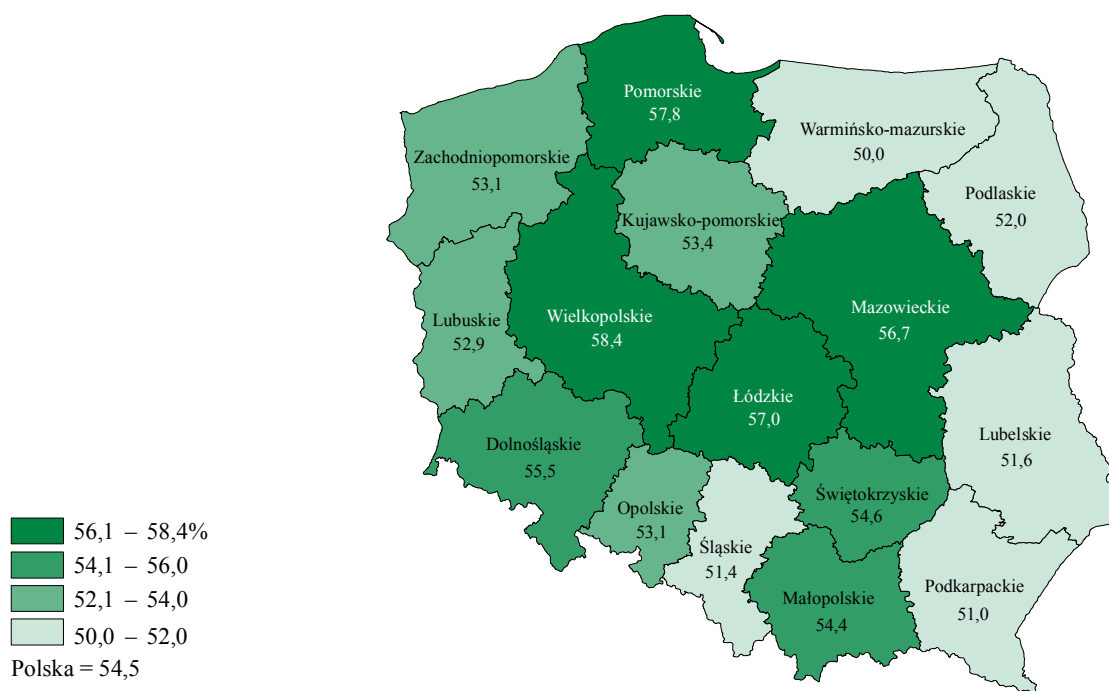 Pomorskie
57,8
Warmińsko-mazurskie
50,0
Zachodniopomorskie
53,1
Podlaskie
52,0
Kujawsko-pomorskie
53,4
Mazowieckie
56,7
Wielkopolskie
58,4
Lubuskie
52,9
Łódzkie
57,0
Lubelskie
51,6
Dolnośląskie
55,5
Świętokrzyskie
54,6
Opolskie
53,1
Śląskie
51,4
Podkarpackie
51,0
Małopolskie
54,4
56,1 – 58,4%
54,1 – 56,0
52,1 – 54,0
50,0 – 52,0
Polska = 54,5